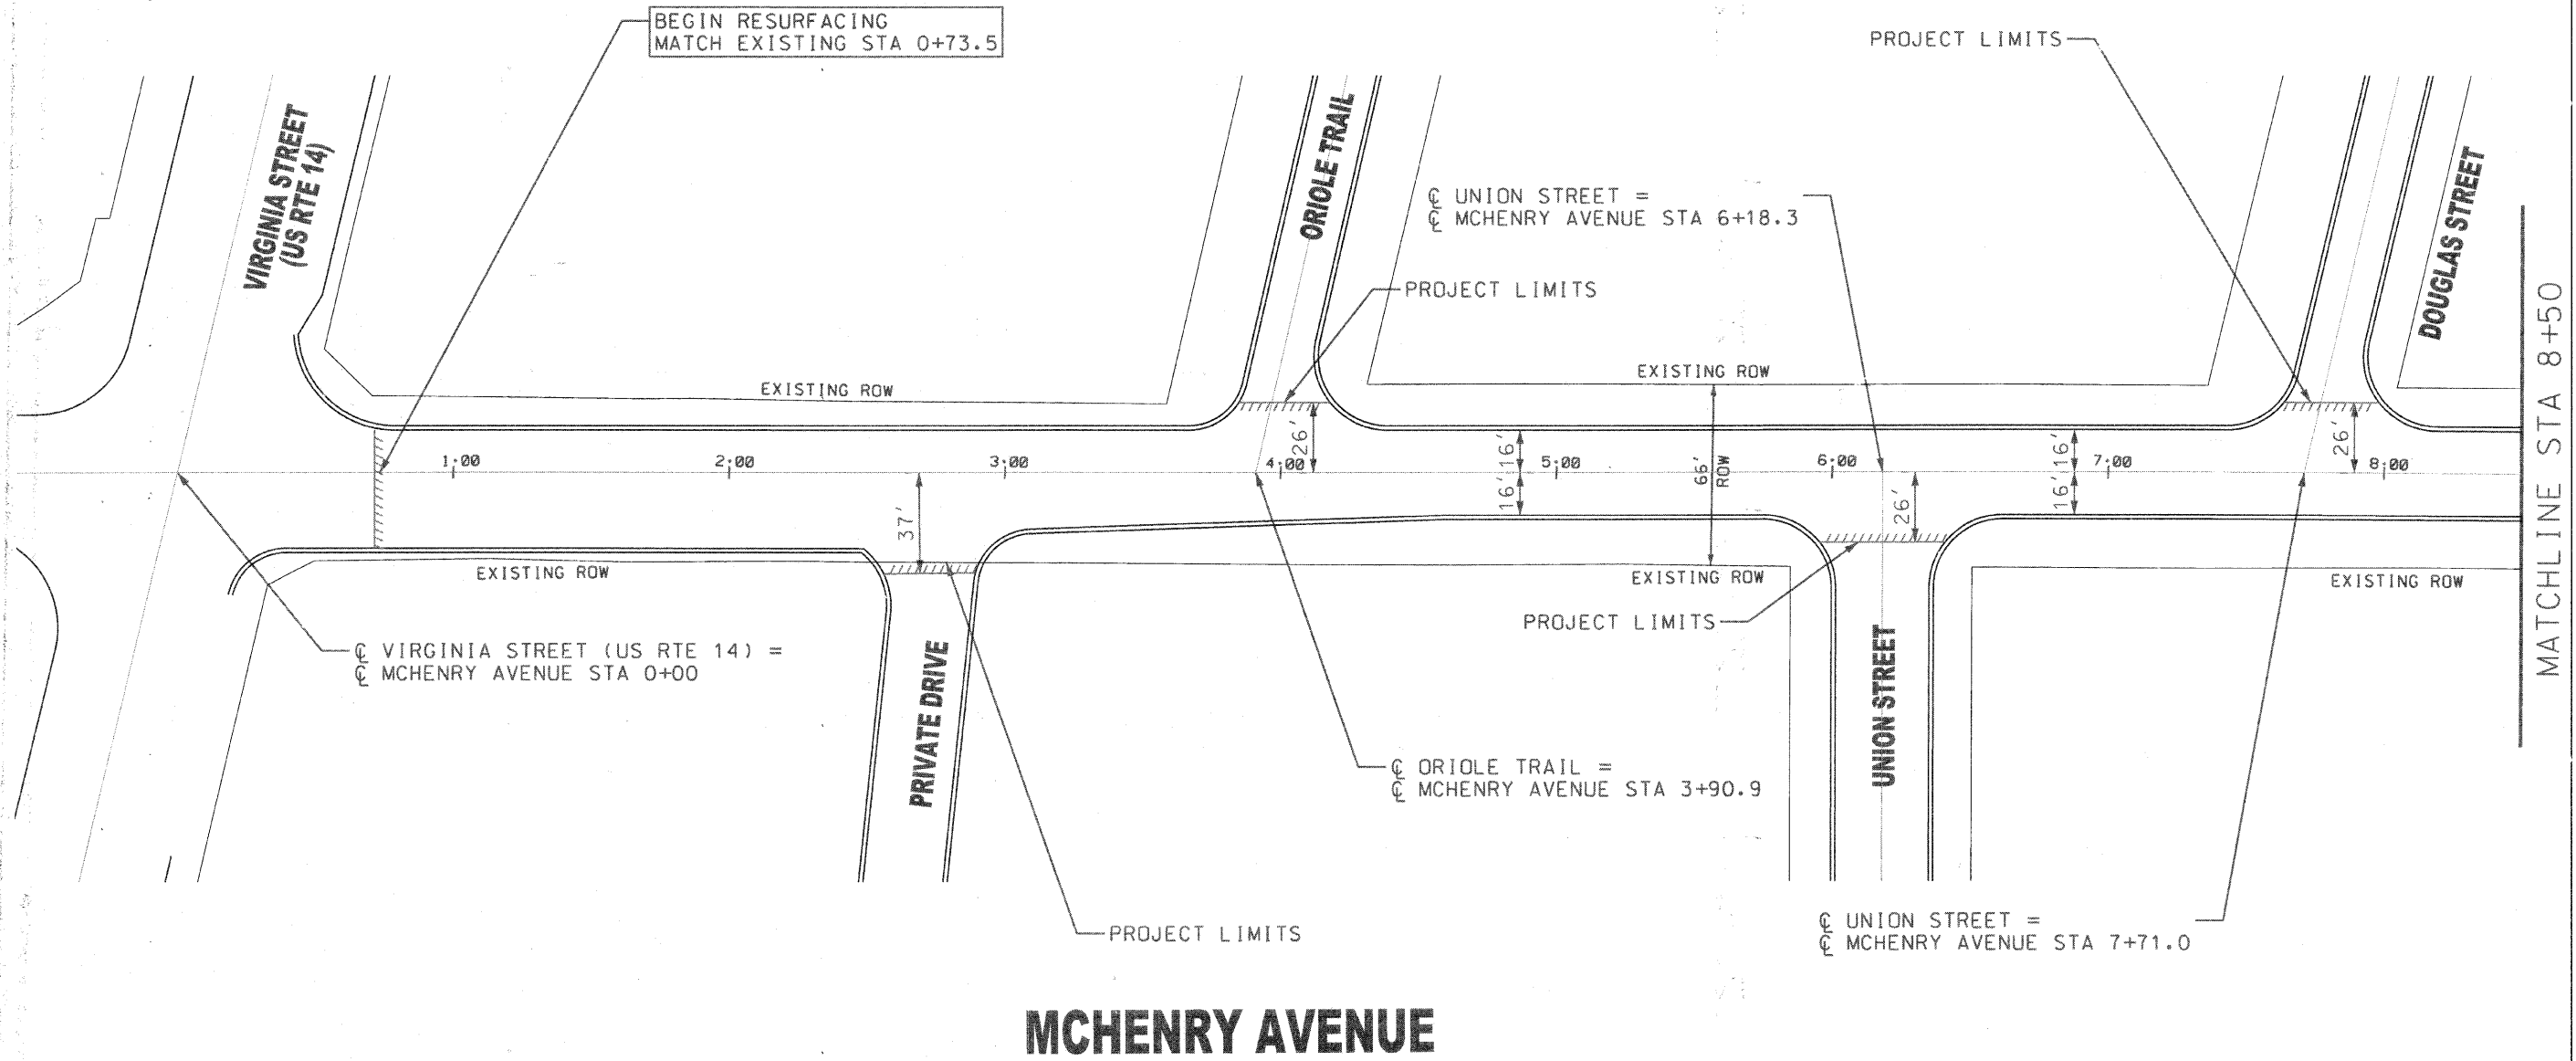 BEGIN RESURFACING
MATCH EXISTING STA 0+73.5
PROJECT LIMITS
VIRGINIA STREET
(US RTE 14)
ORIOLE TRAIL
℄ UNION STREET =
℄ MCHENRY AVENUE STA 6+18.3
DOUGLAS STREET
PROJECT LIMITS
MATCHLINE STA 8+50
EXISTING ROW
EXISTING ROW
1:00
2:00
3:00
4:00
5:00
6:00
7:00
8:00
26'
16'
16'
66'
ROW
16'
16'
26'
26'
37'
EXISTING ROW
EXISTING ROW
EXISTING ROW
PROJECT LIMITS
℄ VIRGINIA STREET (US RTE 14) =
℄ MCHENRY AVENUE STA 0+00
PRIVATE DRIVE
UNION STREET
℄ ORIOLE TRAIL =
℄ MCHENRY AVENUE STA 3+90.9
PROJECT LIMITS
℄ UNION STREET =
℄ MCHENRY AVENUE STA 7+71.0
MCHENRY AVENUE